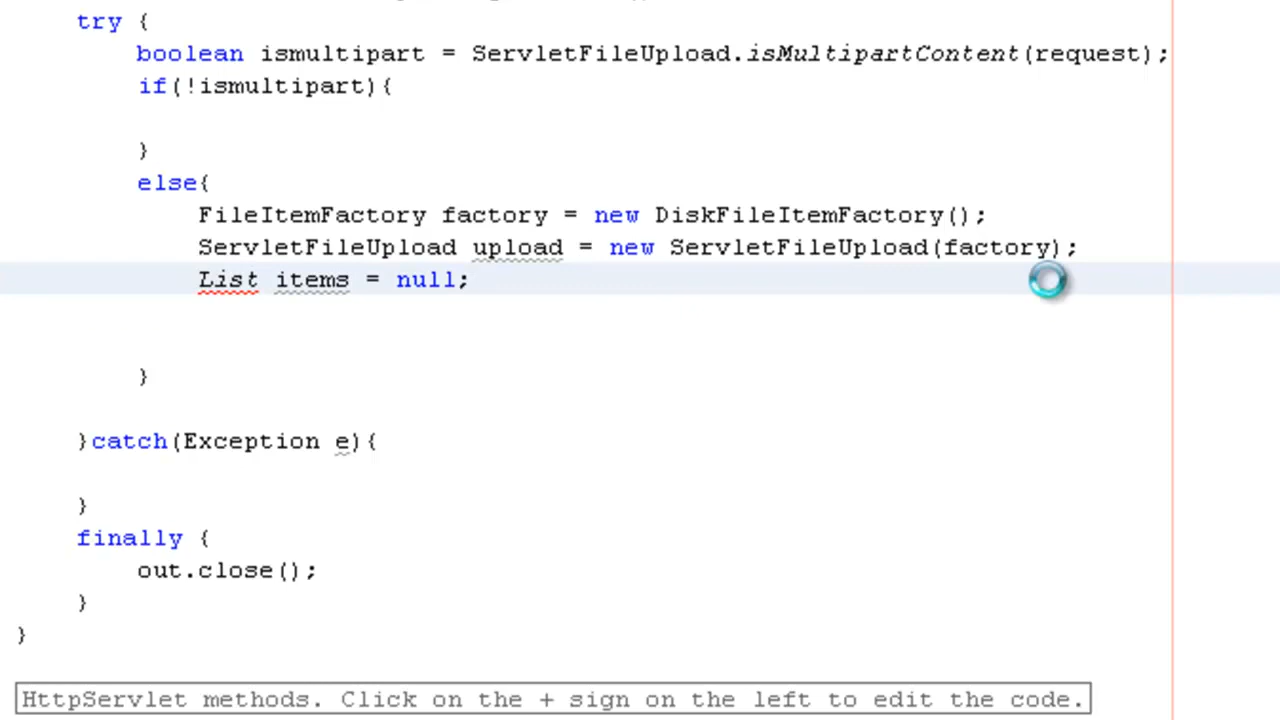 try {
boolean ismultipart = ServletFileUpload.isMultipartContent(request);
if(!ismultipart){
}
else{
FileItemFactory factory = new DiskFileItemFactory();
ServletFileUpload upload = new ServletFileUpload(factory);
List items = null;
}
}catch(Exception e){
}
finally {
out.close();
}
}
HttpServlet methods. Click on the + sign on the left to edit the code.